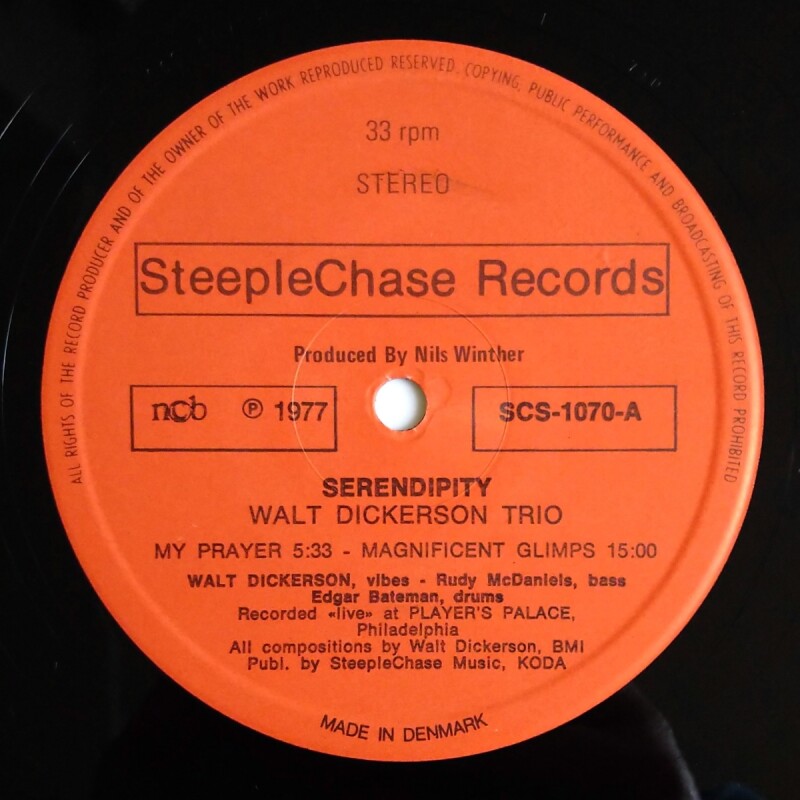 ALL RIGHTS OF THE RECORD PRODUCER AND OF THE OWNER OF THE WORK REPRODUCED RESERVED. COPYING, PUBLIC PERFORMANCE AND BROADCASTING OF THIS RECORD PROHIBITED
33 rpm
STEREO
SteepleChase Records
Produced By Nils Winther
ncb ℗ 1977 SCS-1070-A
SERENDIPITY
WALT DICKERSON TRIO
MY PRAYER 5:33 - MAGNIFICENT GLIMPS 15:00
WALT DICKERSON, vibes - Rudy McDaniels, bass
Edgar Bateman, drums
Recorded «live» at PLAYER'S PALACE,
Philadelphia
All compositions by Walt Dickerson, BMI
Publ. by SteepleChase Music, KODA
MADE IN DENMARK